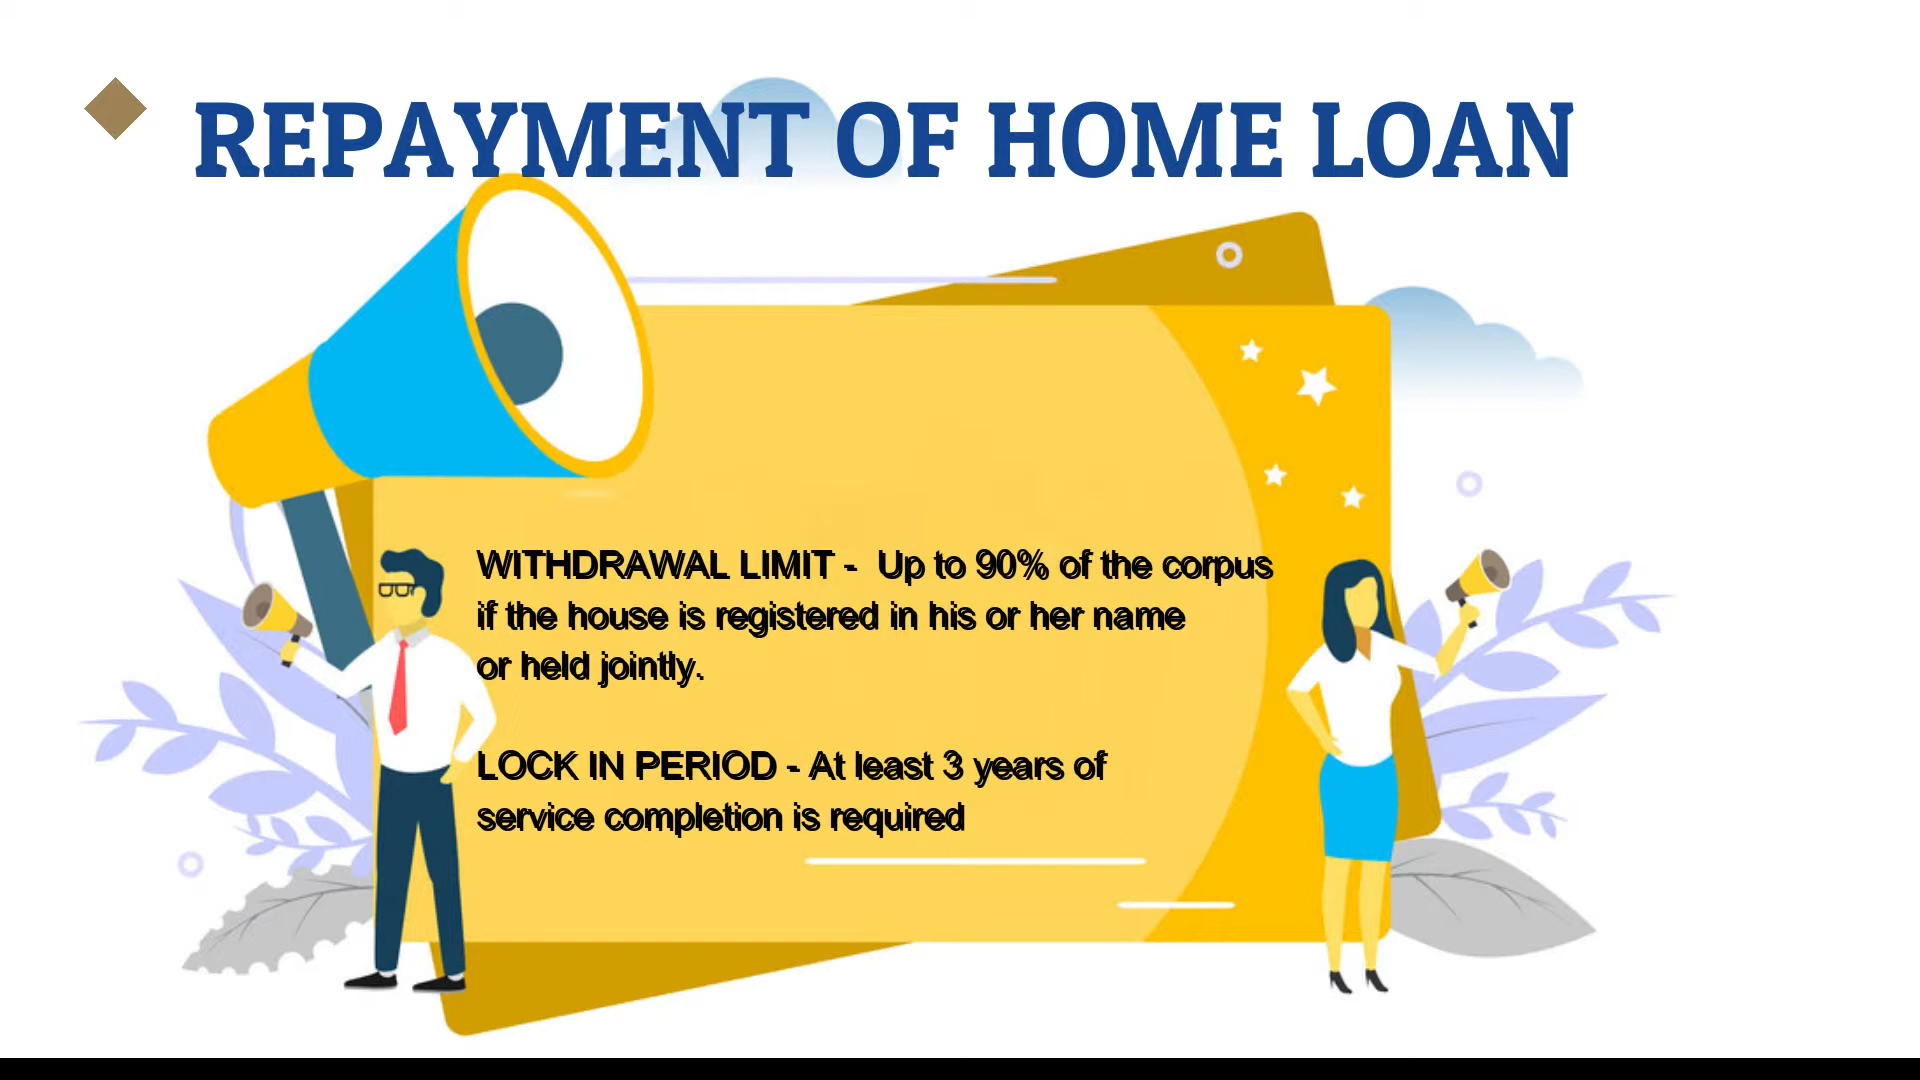 REPAYMENT OF HOME LOAN
WITHDRAWAL LIMIT - Up to 90% of the corpus
if the house is registered in his or her name
or held jointly.
LOCK IN PERIOD - At least 3 years of
service completion is required